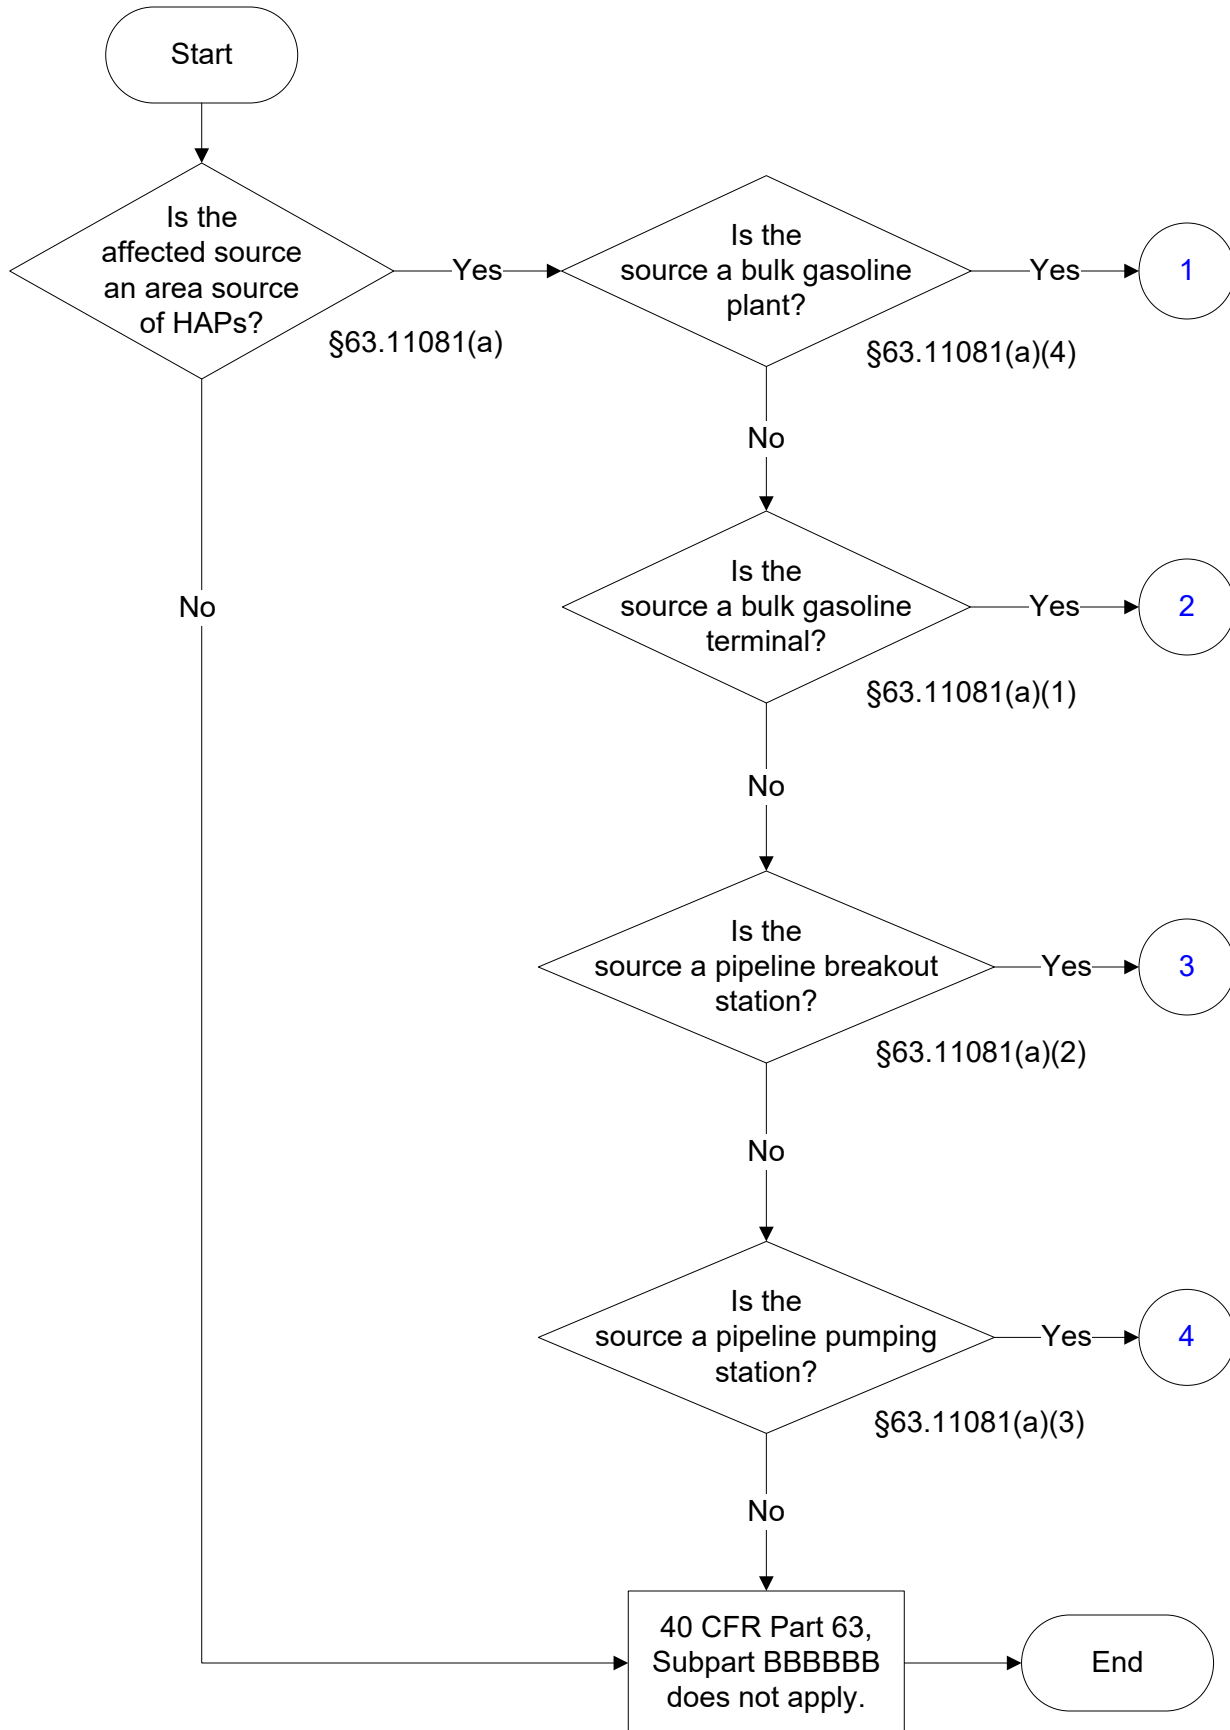 Start
Is the
affected source
an area source
of HAPs?
Yes
§63.11081(a)
Is the
source a bulk gasoline
plant?
Yes
1
§63.11081(a)(4)
No
Is the
source a bulk gasoline
terminal?
Yes
2
§63.11081(a)(1)
No
No
Is the
source a pipeline breakout
station?
Yes
3
§63.11081(a)(2)
No
Is the
source a pipeline pumping
station?
Yes
4
§63.11081(a)(3)
No
40 CFR Part 63,
Subpart BBBBBB
does not apply.
End